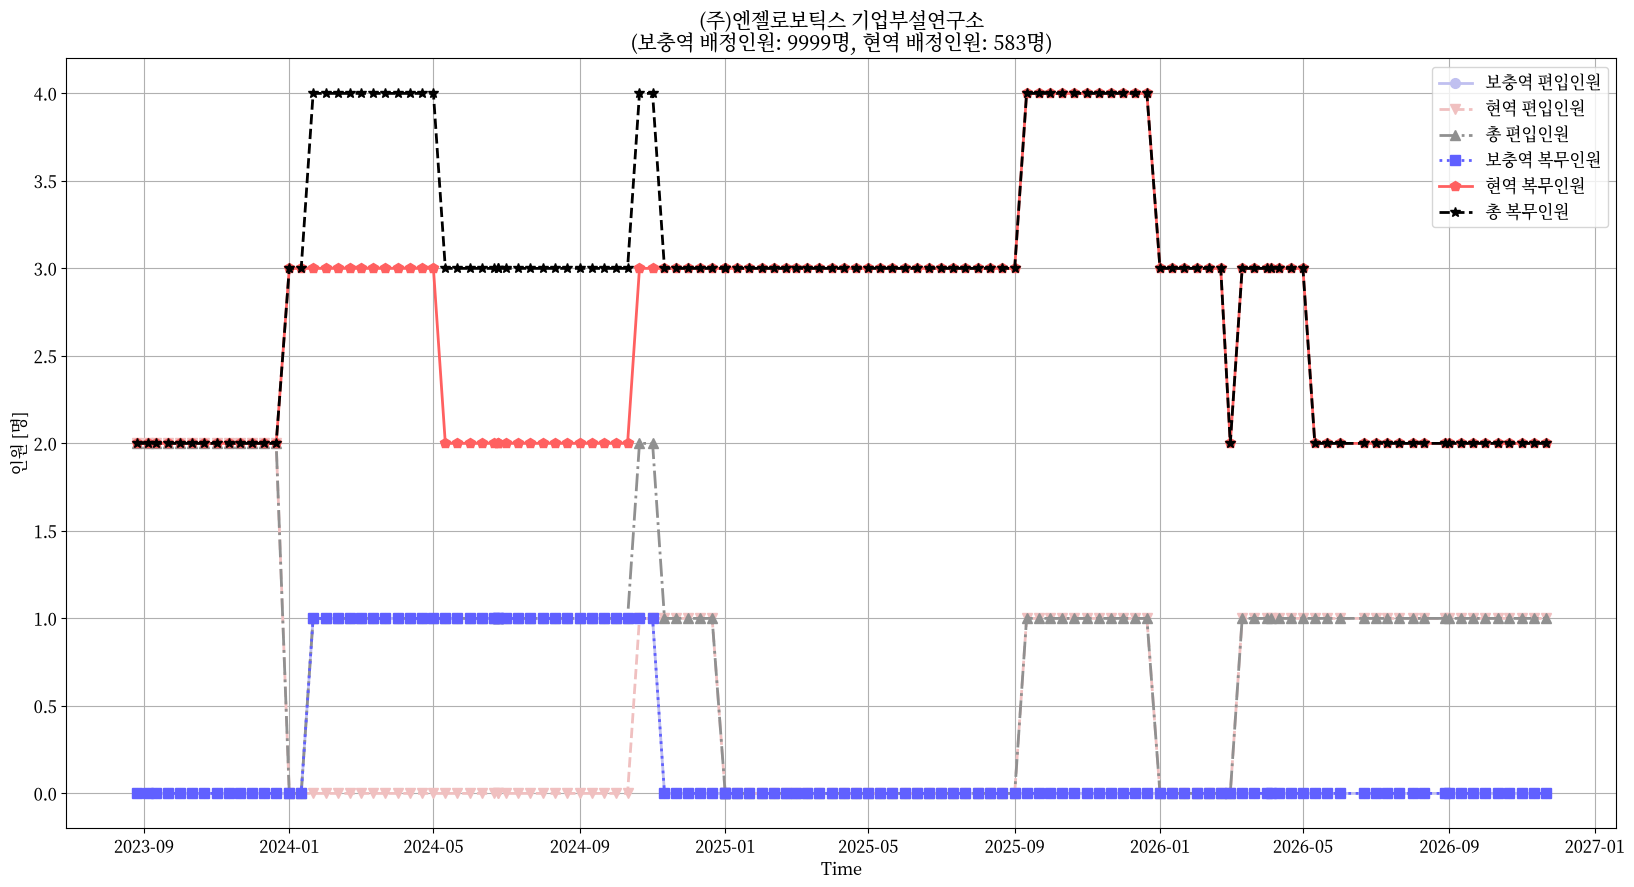 (주)엔젤로보틱스 기업부설연구소
(보충역 배정인원: 9999명, 현역 배정인원: 583명)
보충역 편입인원
현역 편입인원
총 편입인원
보충역 복무인원
현역 복무인원
총 복무인원
인원 [명]
4.0
3.5
3.0
2.5
2.0
1.5
1.0
0.5
0.0
2023-09
2024-01
2024-05
2024-09
2025-01
2025-05
2025-09
2026-01
2026-05
2026-09
2027-01
Time